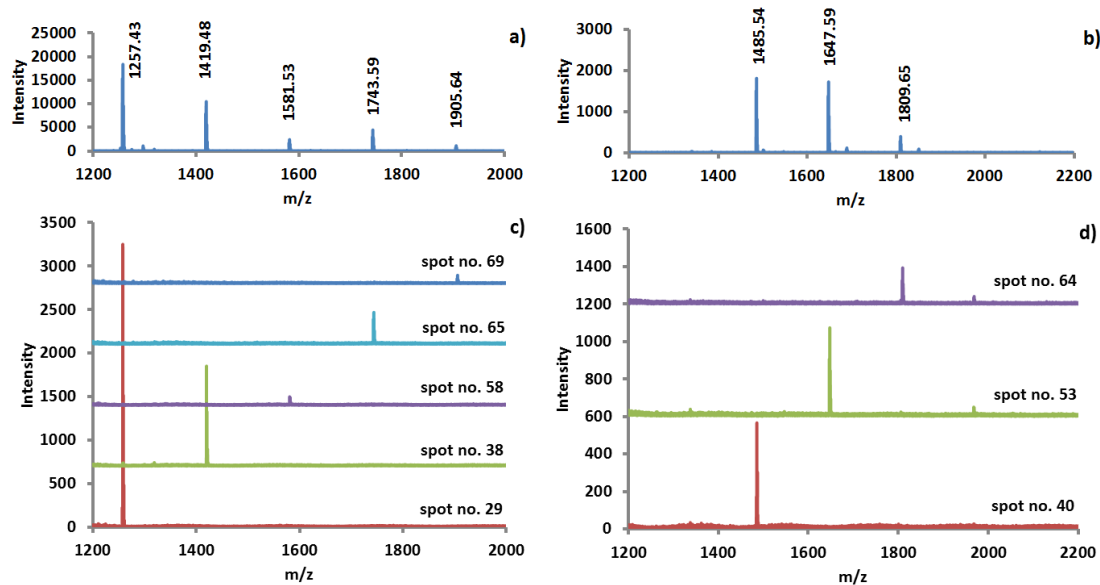 a)
Intensity
25000
20000
15000
10000
5000
0
1257.43
1419.48
1581.53
1743.59
1905.64
1200 1400 1600 1800 2000
m/z
b)
Intensity
3000
2000
1000
0
1485.54
1647.59
1809.65
1200 1400 1600 1800 2000 2200
m/z
c)
Intensity
3500
3000
2500
2000
1500
1000
500
0
spot no. 69
spot no. 65
spot no. 58
spot no. 38
spot no. 29
1200 1400 1600 1800 2000
m/z
d)
Intensity
1600
1400
1200
1000
800
600
400
200
0
spot no. 64
spot no. 53
spot no. 40
1200 1400 1600 1800 2000 2200
m/z